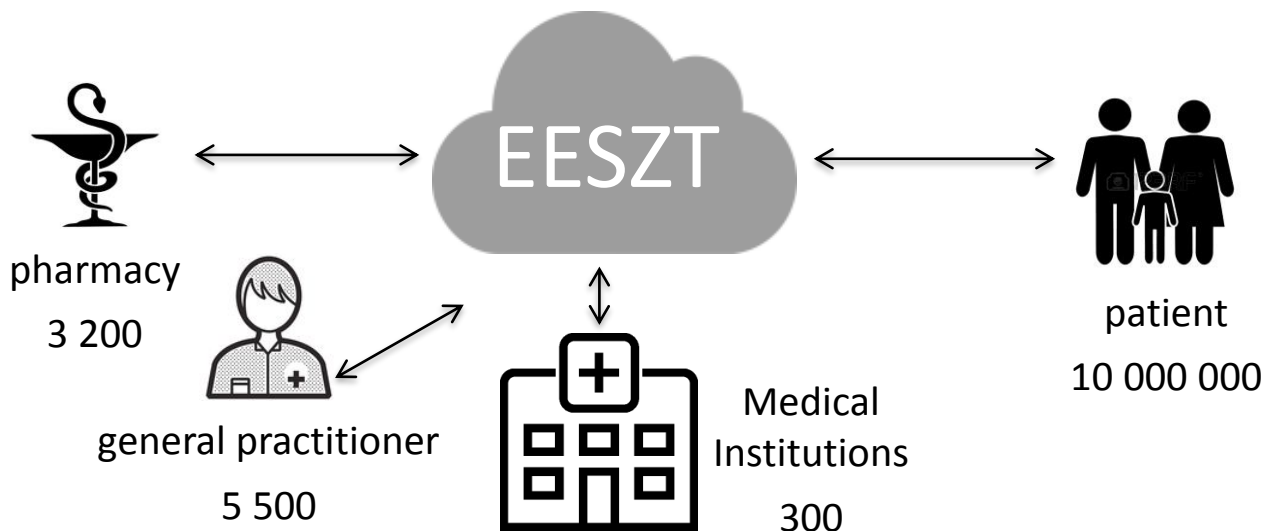 EESZT
pharmacy
3 200
general practitioner
5 500
Medical
Institutions
300
patient
10 000 000